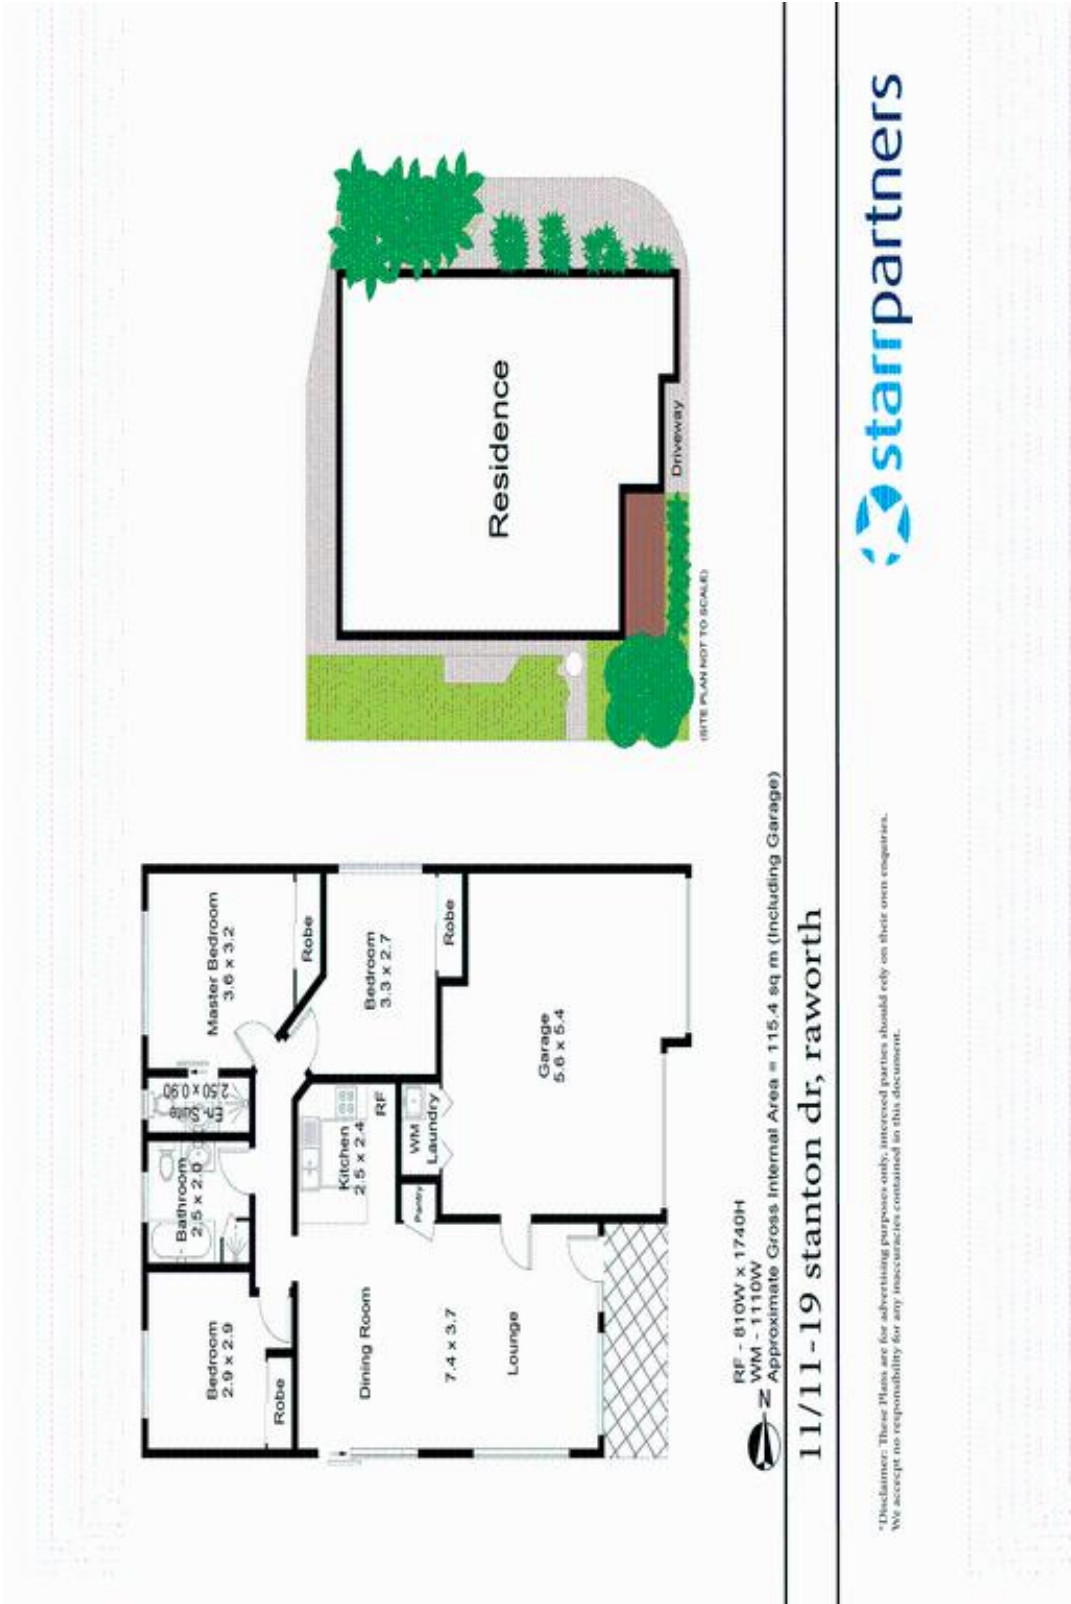 Master Bedroom
3.6 x 3.2
Robe
Bedroom
3.3 x 2.7
Robe
En-Suite
2.50 x 0.90
Bathroom
2.5 x 2.0
Kitchen
2.5 x 2.4
RF
WM
Laundry
Pantry
Garage
5.6 x 5.4
Bedroom
2.9 x 2.9
Robe
Dining Room
7.4 x 3.7
Lounge
Residence
Driveway
(SITE PLAN NOT TO SCALE)
RF - 810W x 1740H
WM - 1110W
N
Approximate Gross Internal Area = 115.4 sq m (Including Garage)
11/11-19 stanton dr, raworth
starrpartners
*Disclaimer: These Plans are for advertising purposes only, interested parties should rely on their own enquiries.
We accecpt no responsibility for any inaccuracies contained in this document.